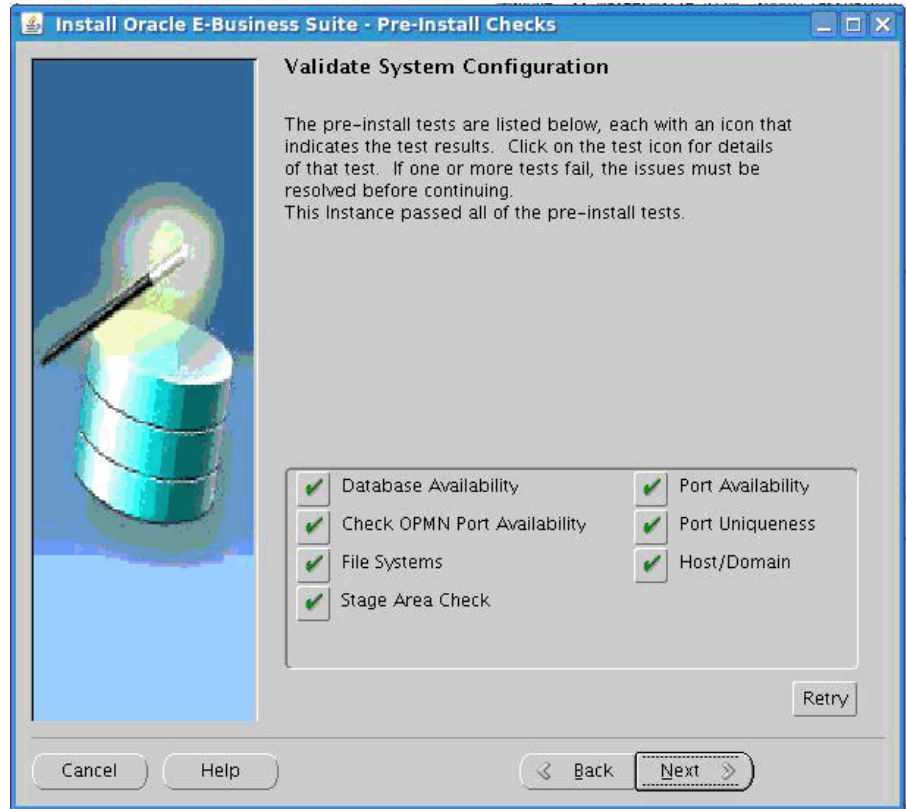 Install Oracle E-Business Suite - Pre-Install Checks
Validate System Configuration
The pre-install tests are listed below, each with an icon that
indicates the test results. Click on the test icon for details
of that test. If one or more tests fail, the issues must be
resolved before continuing.
This Instance passed all of the pre-install tests.
Database Availability
Port Availability
Check OPMN Port Availability
Port Uniqueness
File Systems
Host/Domain
Stage Area Check
Retry
Cancel
Help
Back
Next